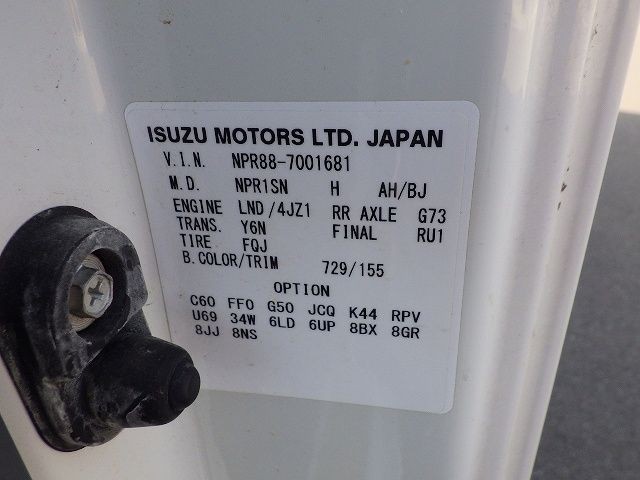 ISUZU MOTORS LTD. JAPAN
V.I.N. NPR88-7001681
M.D. NPR1SN H AH/BJ
ENGINE LND/4JZ1 RR AXLE G73
TRANS. Y6N FINAL RU1
TIRE FQJ
B.COLOR/TRIM 729/155
OPTION
C60 FF0 G50 JCQ K44 RPV
U69 34W 6LD 6UP 8BX 8GR
8JJ 8NS